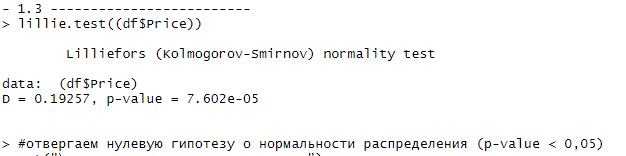 - 1.3 -------------------------
> lillie.test((df$Price))
Lilliefors (Kolmogorov-Smirnov) normality test
data: (df$Price)
D = 0.19257, p-value = 7.602e-05
> #отвергаем нулевую гипотезу о нормальности распределения (p-value < 0,05)